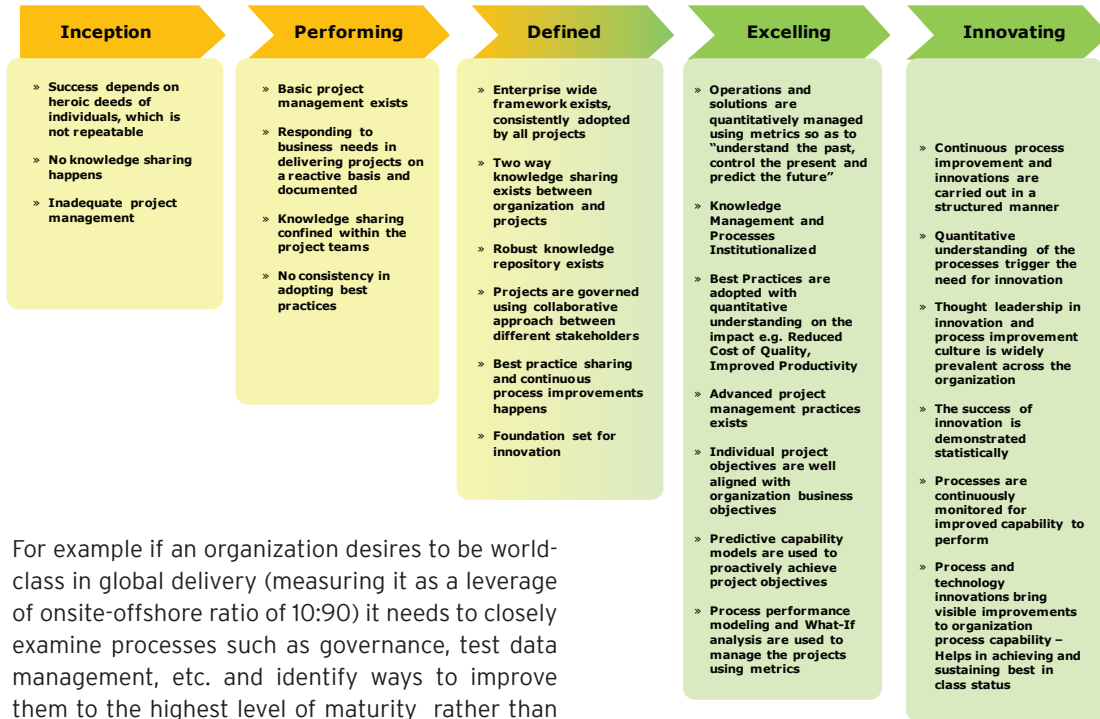 Inception
» Success depends on
heroic deeds of
individuals, which is
not repeatable
» No knowledge sharing
happens
» Inadequate project
management
Performing
» Basic project
management exists
» Responding to
business needs in
delivering projects on
a reactive basis and
documented
» Knowledge sharing
confined within the
project teams
» No consistency in
adopting best
practices
Defined
» Enterprise wide
framework exists,
consistently adopted
by all projects
» Two way
knowledge sharing
exists between
organization and
projects
» Robust knowledge
repository exists
» Projects are governed
using collaborative
approach between
different stakeholders
» Best practice sharing
and continuous
process improvements
happens
» Foundation set for
innovation
Excelling
» Operations and
solutions are
quantitatively managed
using metrics so as to
“understand the past,
control the present and
predict the future”
» Knowledge
Management and
Processes
Institutionalized
» Best Practices are
adopted with
quantitative
understanding on the
impact e.g. Reduced
Cost of Quality,
Improved Productivity
» Advanced project
management practices
exists
» Individual project
objectives are well
aligned with
organization business
objectives
» Predictive capability
models are used to
proactively achieve
project objectives
» Process performance
modeling and What-If
analysis are used to
manage the projects
using metrics
Innovating
» Continuous process
improvement and
innovations are
carried out in a
structured manner
» Quantitative
understanding of the
processes trigger the
need for innovation
» Thought leadership in
innovation and
process improvement
culture is widely
prevalent across the
organization
» The success of
innovation is
demonstrated
statistically
» Processes are
continuously
monitored for
improved capability to
perform
» Process and
technology
innovations bring
visible improvements
to organization
process capability –
Helps in achieving and
sustaining best in
class status
For example if an organization desires to be world-
class in global delivery (measuring it as a leverage
of onsite-offshore ratio of 10:90) it needs to closely
examine processes such as governance, test data
management, etc. and identify ways to improve
them to the highest level of maturity rather than